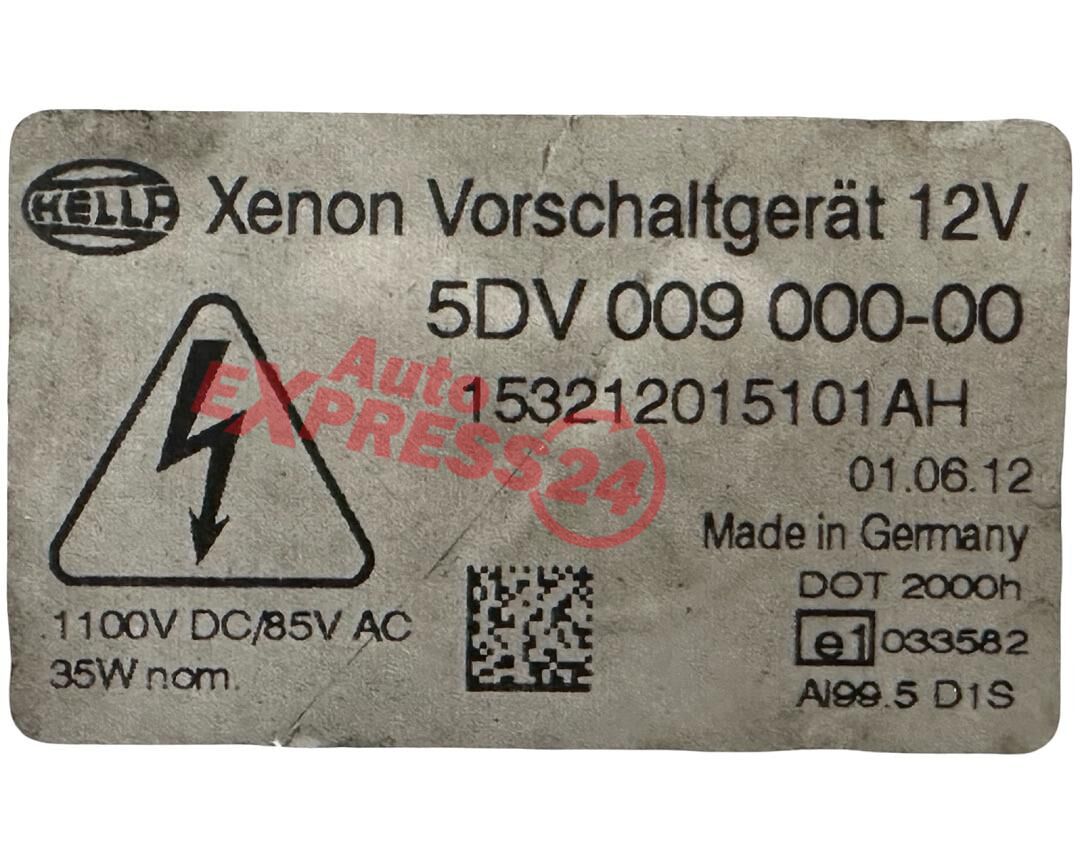 HELLA Xenon Vorschaltgerät 12V
5DV 009 000-00
Auto
EXPRESS24
153212015101AH
01.06.12
Made in Germany
DOT 2000h
1100V DC/85V AC
e1 033582
35W nom.
Al99.5 D1S